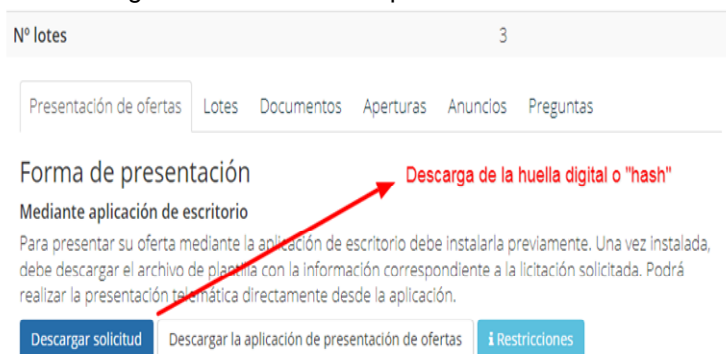 Nº lotes 3
Presentación de ofertas Lotes Documentos Aperturas Anuncios Preguntas
Forma de presentación
Descarga de la huella digital o "hash"
Mediante aplicación de escritorio
Para presentar su oferta mediante la aplicación de escritorio debe instalarla previamente. Una vez instalada,
debe descargar el archivo de plantilla con la información correspondiente a la licitación solicitada. Podrá
realizar la presentación telemática directamente desde la aplicación.
Descargar solicitud Descargar la aplicación de presentación de ofertas i Restricciones